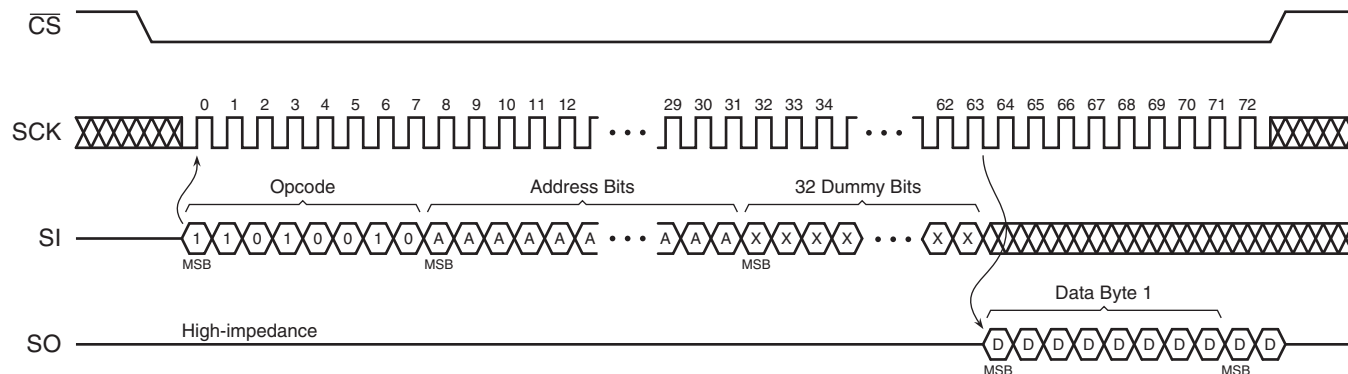 CS
0 1 2 3 4 5 6 7 8 9 10 11 12 29 30 31 32 33 34 62 63 64 65 66 67 68 69 70 71 72
SCK
Opcode Address Bits 32 Dummy Bits
SI 1 1 0 1 0 0 1 0 A A A A A A • • • A A A X X X X • • • X X
MSB MSB MSB
Data Byte 1
High-impedance
SO D D D D D D D D D D
MSB MSB